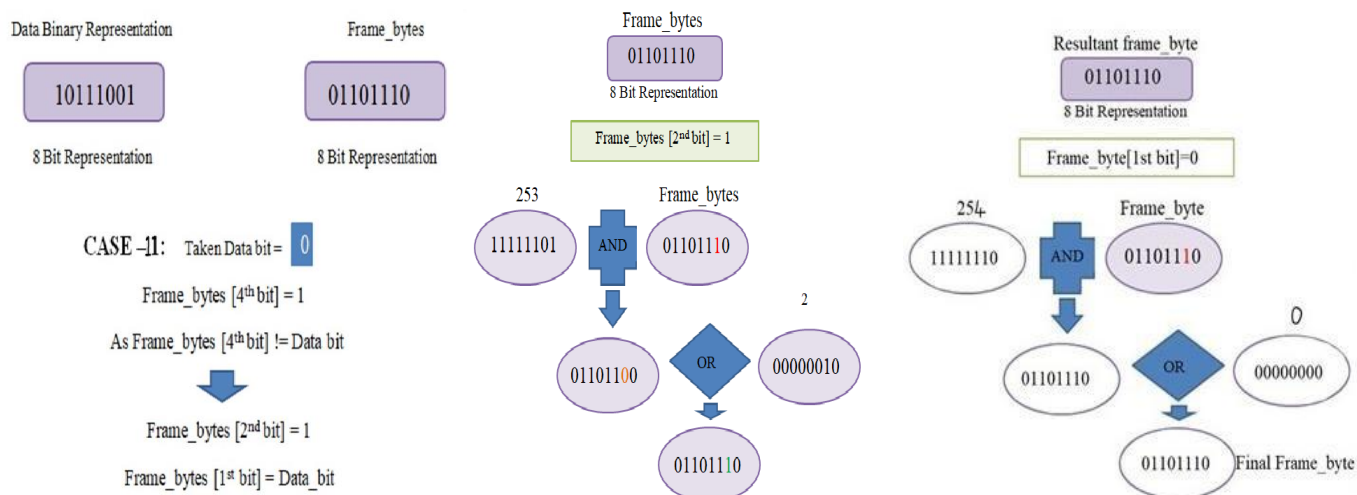 Data Binary Representation
10111001
8 Bit Representation
Frame_bytes
01101110
8 Bit Representation
CASE –11: Taken Data bit = 0
Frame_bytes [4th bit] = 1
As Frame_bytes [4th bit] != Data bit
Frame_bytes [2nd bit] = 1
Frame_bytes [1st bit] = Data_bit
Frame_bytes
01101110
8 Bit Representation
Frame_bytes [2nd bit] = 1
253
11111101
AND
Frame_bytes
01101110
01101100
OR
2
00000010
01101110
Resultant frame_byte
01101110
8 Bit Representation
Frame_byte[1st bit]=0
254
11111110
AND
Frame_byte
01101110
01101110
OR
0
00000000
01101110
Final Frame_byte